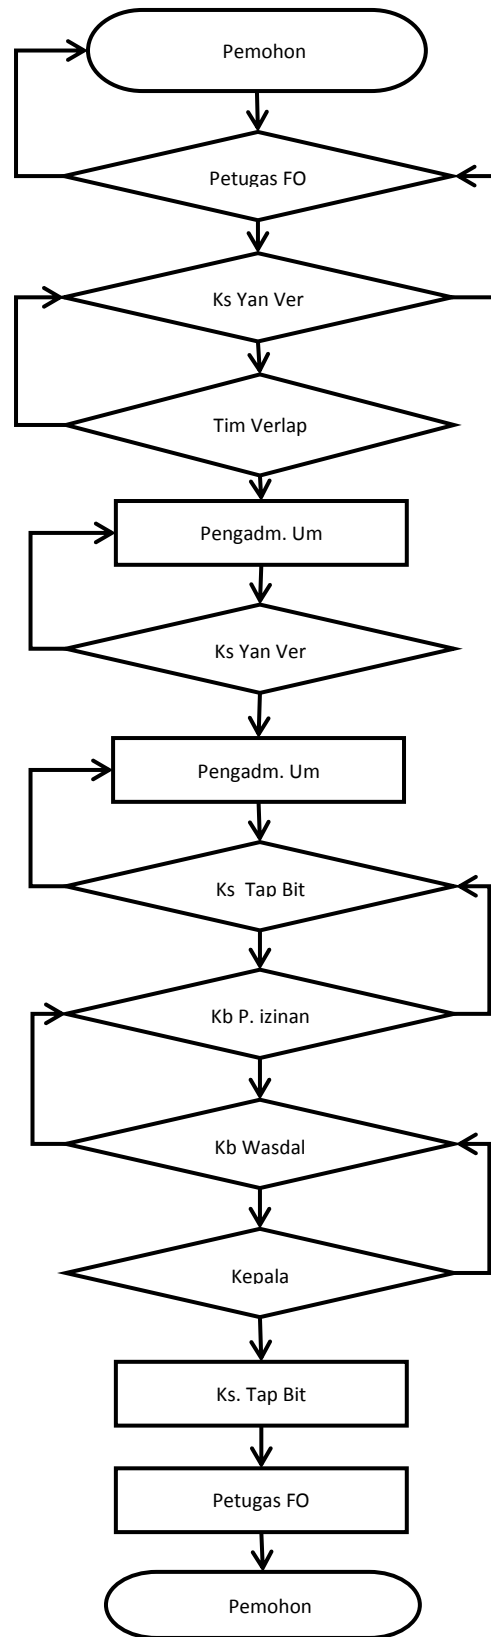 Pemohon
Petugas FO
Ks Yan Ver
Tim Verlap
Pengadm. Um
Ks Yan Ver
Pengadm. Um
Ks  Tap Bit
Kb P. izinan
Kb Wasdal
Kepala
Ks. Tap Bit
Petugas FO
Pemohon